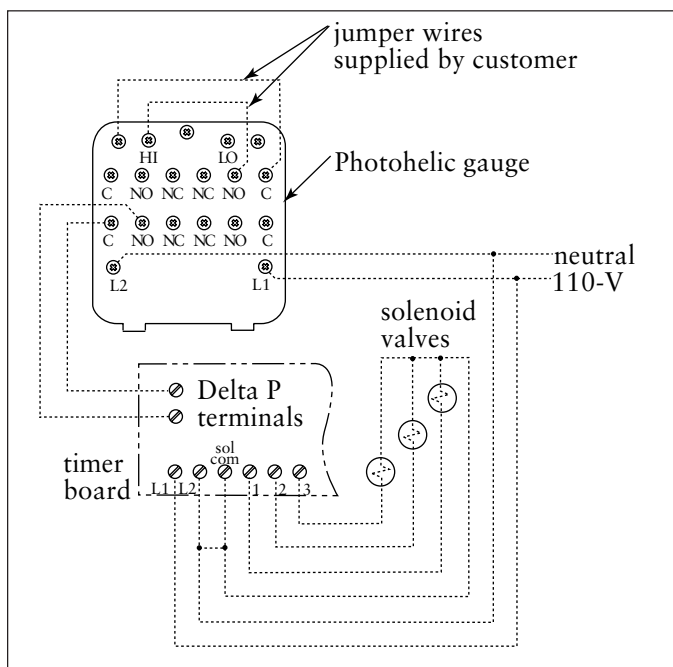 jumper wires
supplied by customer
HI LO
Photohelic gauge
C NO NC NC NO C
C NO NC NC NO C
L2 L1
neutral
110-V
solenoid
valves
Delta P
terminals
sol
com
timer
board
L1 L2 1 2 3